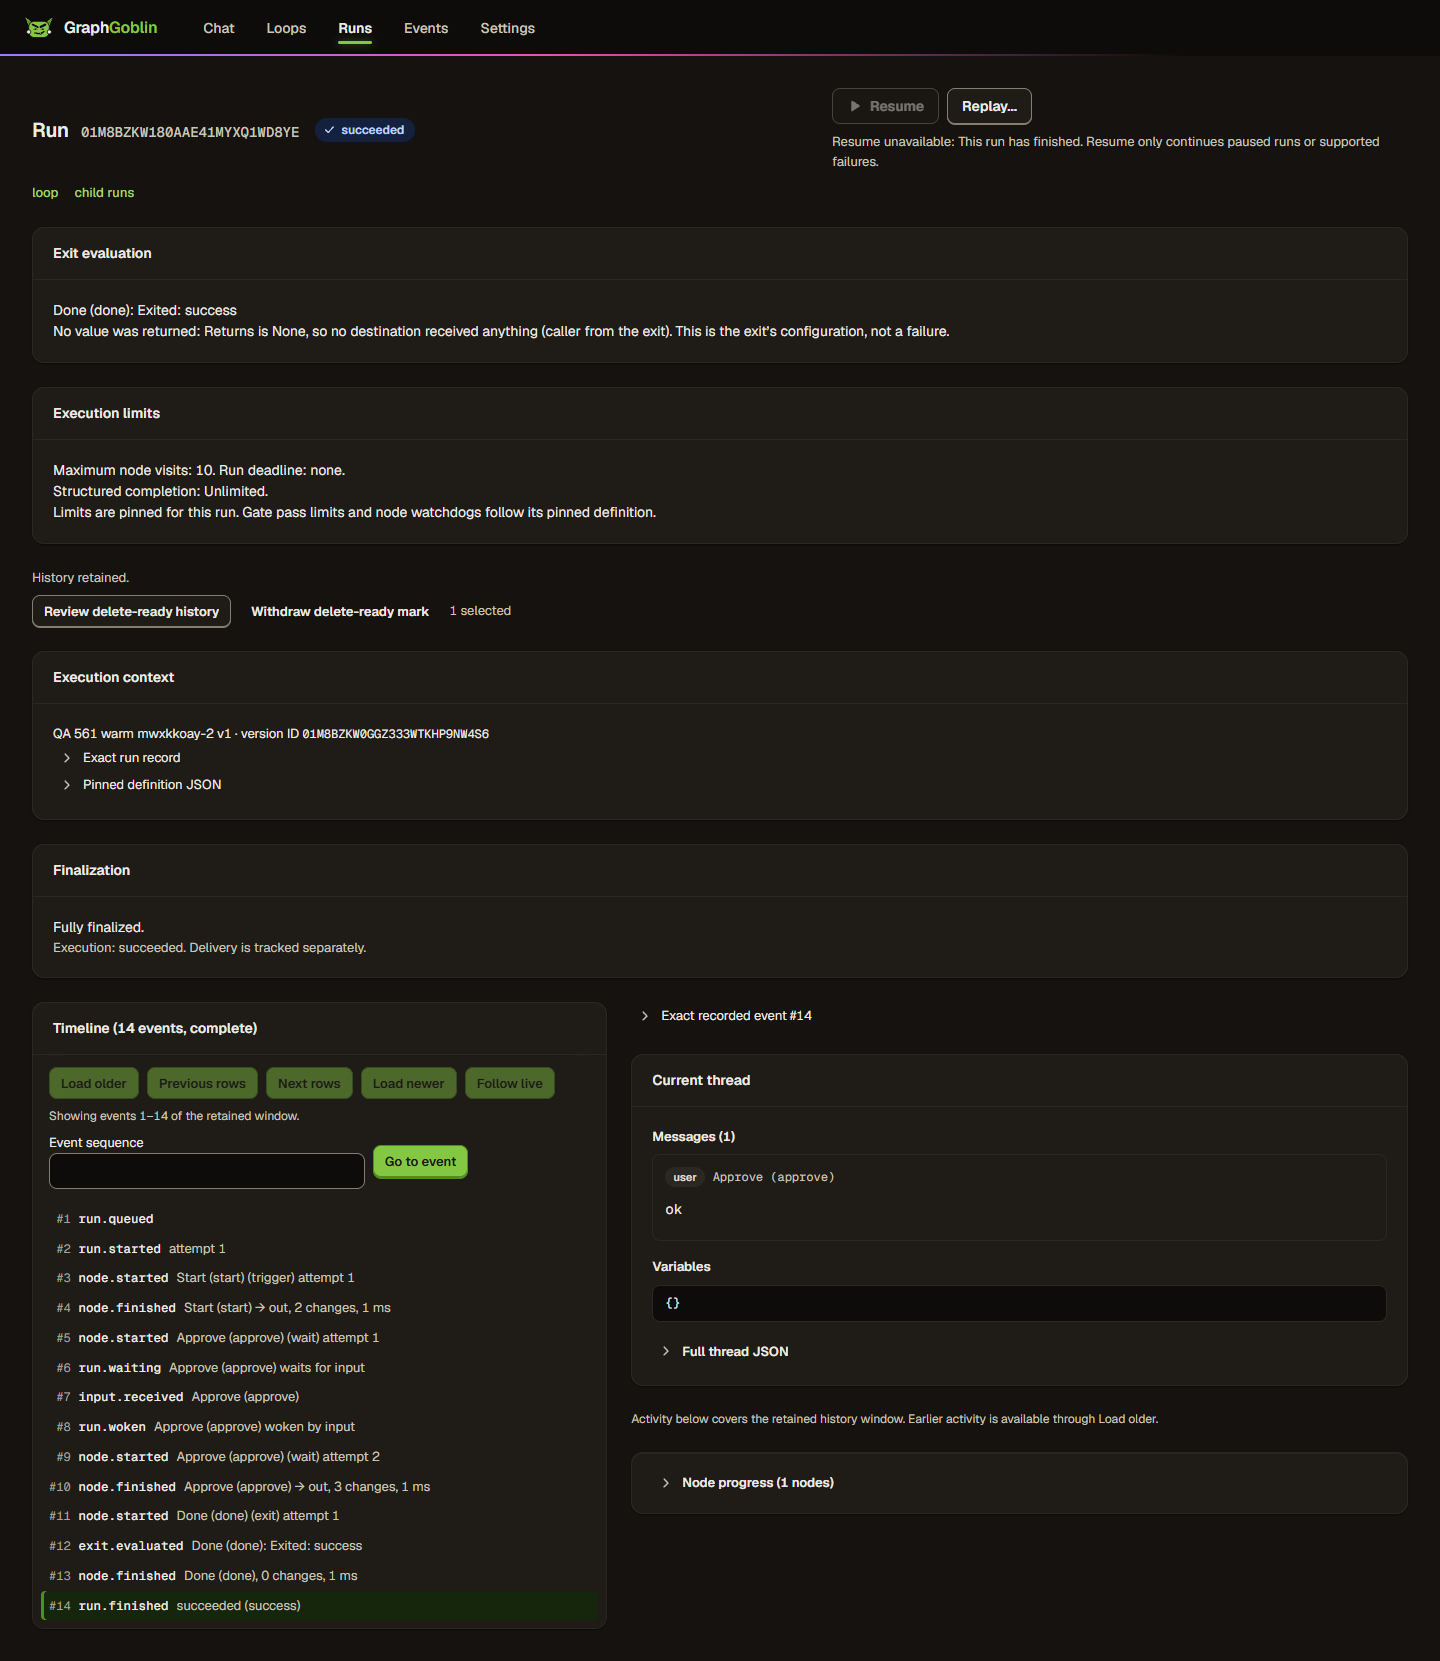 GraphGoblin
Chat
Loops
Runs
Events
Settings
Run 01M8BZKW180AAE41MYXQ1WD8YE succeeded
Resume
Replay...
Resume unavailable: This run has finished. Resume only continues paused runs or supported
failures.
loop
child runs
Exit evaluation
Done (done): Exited: success
No value was returned: Returns is None, so no destination received anything (caller from the exit). This is the exit's configuration, not a failure.
Execution limits
Maximum node visits: 10. Run deadline: none.
Structured completion: Unlimited.
Limits are pinned for this run. Gate pass limits and node watchdogs follow its pinned definition.
History retained.
Review delete-ready history
Withdraw delete-ready mark
1 selected
Execution context
QA 561 warm mwxkkoay-2 v1 · version ID 01M8BZKW0GGZ333WTKHP9NW4S6
Exact run record
Pinned definition JSON
Finalization
Fully finalized.
Execution: succeeded. Delivery is tracked separately.
Timeline (14 events, complete)
Load older
Previous rows
Next rows
Load newer
Follow live
Showing events 1–14 of the retained window.
Event sequence
Go to event
#1 run.queued
#2 run.started attempt 1
#3 node.started Start (start) (trigger) attempt 1
#4 node.finished Start (start) → out, 2 changes, 1 ms
#5 node.started Approve (approve) (wait) attempt 1
#6 run.waiting Approve (approve) waits for input
#7 input.received Approve (approve)
#8 run.woken Approve (approve) woken by input
#9 node.started Approve (approve) (wait) attempt 2
#10 node.finished Approve (approve) → out, 3 changes, 1 ms
#11 node.started Done (done) (exit) attempt 1
#12 exit.evaluated Done (done): Exited: success
#13 node.finished Done (done), 0 changes, 1 ms
#14 run.finished succeeded (success)
Exact recorded event #14
Current thread
Messages (1)
user Approve (approve)
ok
Variables
{}
Full thread JSON
Activity below covers the retained history window. Earlier activity is available through Load older.
Node progress (1 nodes)